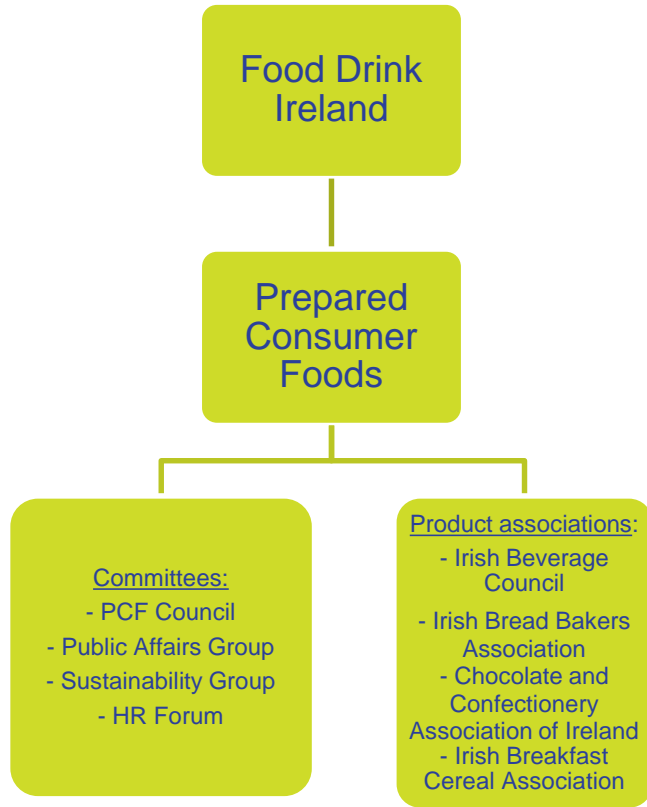 Food Drink
Ireland
Prepared
Consumer
Foods
Committees:
- PCF Council
- Public Affairs Group
- Sustainability Group
- HR Forum
Product associations:
- Irish Beverage
Council
- Irish Bread Bakers
Association
- Chocolate and
Confectionery
Association of Ireland
- Irish Breakfast
Cereal Association